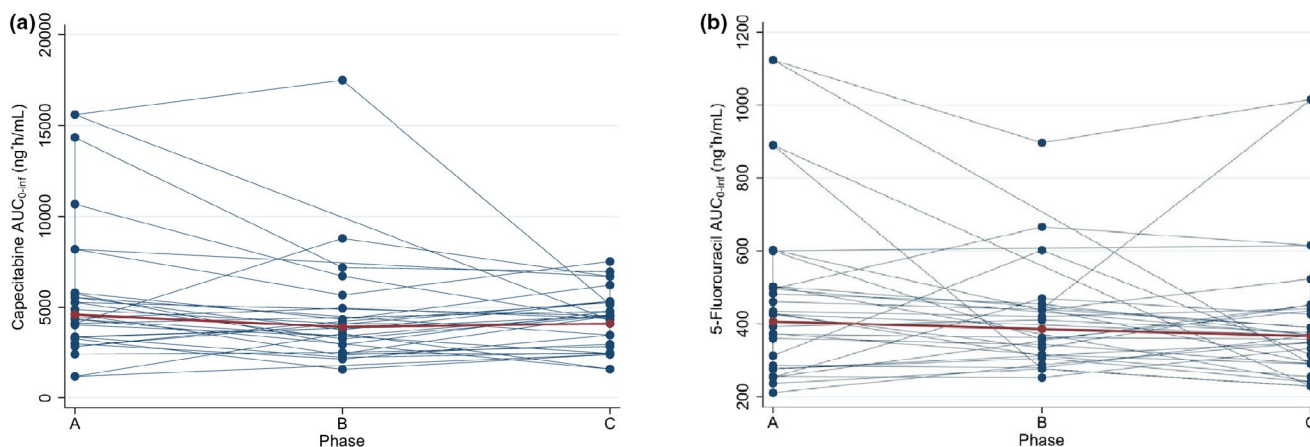 (a)
Capecitabine AUC0-inf (ng*h/mL)
20000
15000
10000
5000
0
A
B
C
Phase
(b)
5-Fluorouracil AUC0-inf (ng*h/mL)
1200
1000
800
600
400
200
A
B
C
Phase